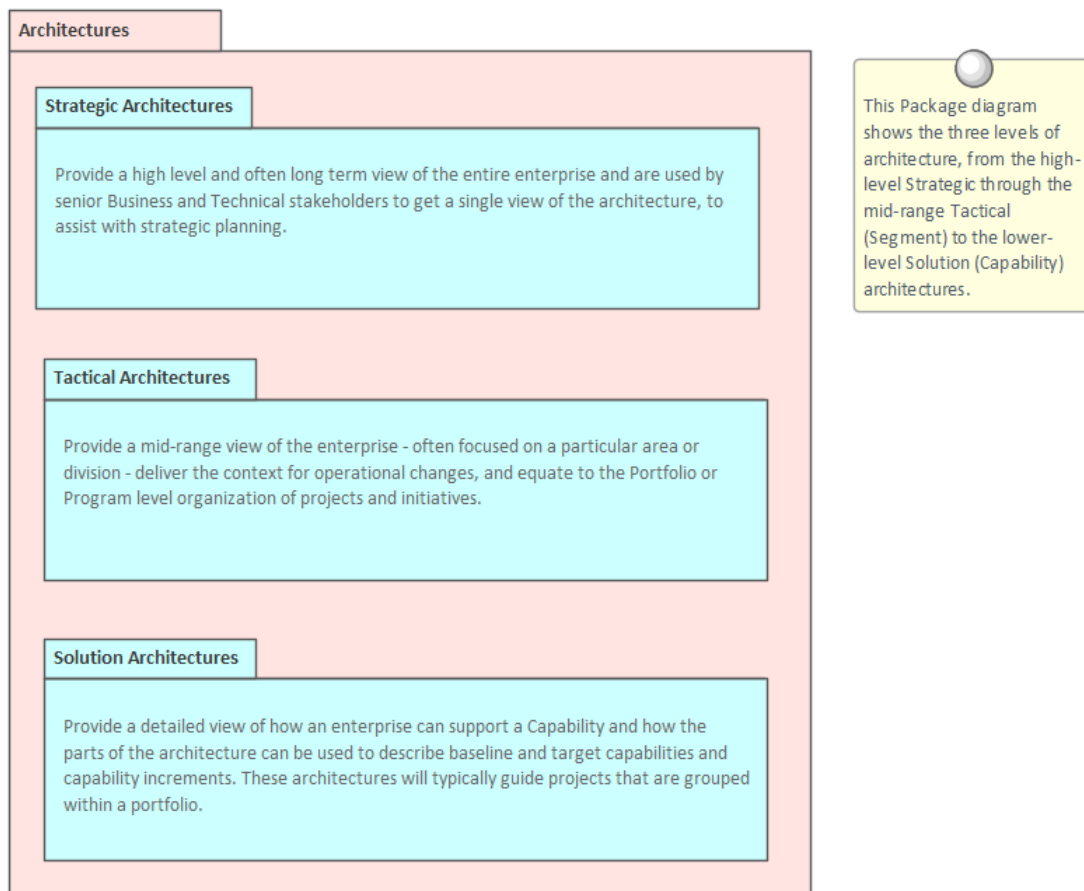 Architectures
Strategic Architectures
Provide a high level and often long term view of the entire enterprise and are used by
senior Business and Technical stakeholders to get a single view of the architecture, to
assist with strategic planning.
Tactical Architectures
Provide a mid-range view of the enterprise - often focused on a particular area or
division - deliver the context for operational changes, and equate to the Portfolio or
Program level organization of projects and initiatives.
Solution Architectures
Provide a detailed view of how an enterprise can support a Capability and how the
parts of the architecture can be used to describe baseline and target capabilities and
capability increments. These architectures will typically guide projects that are grouped
within a portfolio.
This Package diagram
shows the three levels of
architecture, from the high-
level Strategic through the
mid-range Tactical
(Segment) to the lower-
level Solution (Capability)
architectures.